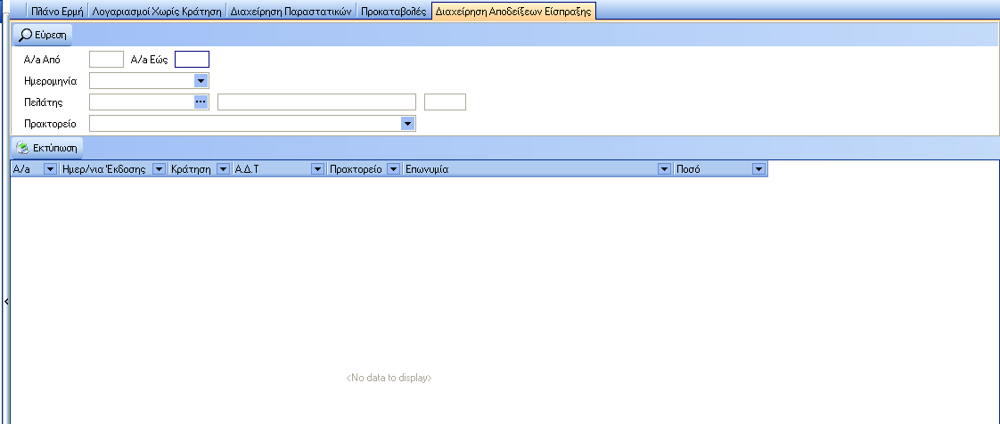 Πλάνο Ερμή Λογαριασμοί Χωρίς Κράτηση Διαχείρηση Παραστατικών Προκαταβολές Διαχείρηση Αποδείξεων Είσπραξης
Εύρεση
Α/α Από Α/α Εώς
Ημερομηνία
Πελάτης ...
Πρακτορείο
Εκτύπωση
Α/α Ημερ/νια Έκδοσης Κράτηση Α.Δ.Τ Πρακτορείο Επωνυμία Ποσό
<No data to display>